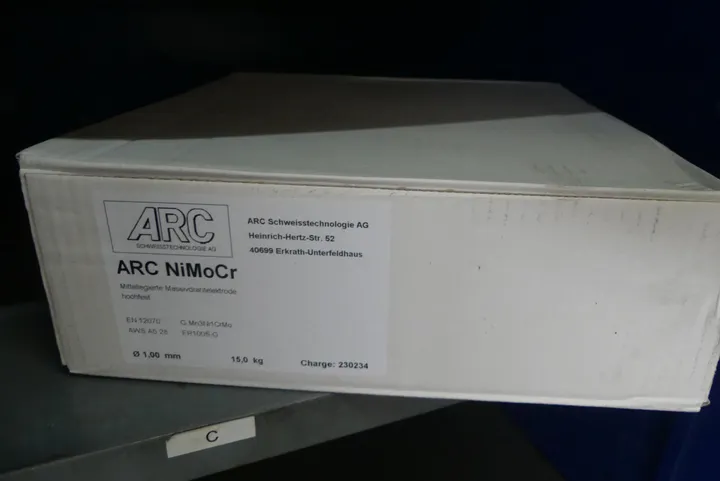 ARC
SCHWEISSTECHNOLOGIE AG
ARC Schweisstechnologie AG
Heinrich-Hertz-Str. 52
40699 Erkrath-Unterfeldhaus
ARC NiMoCr
Mittellegierte Massivdrahtelektrode
hochfest
EN 12070
AWS A5 28
Ø 1,00 mm 15,0 kg Charge: 230234
C